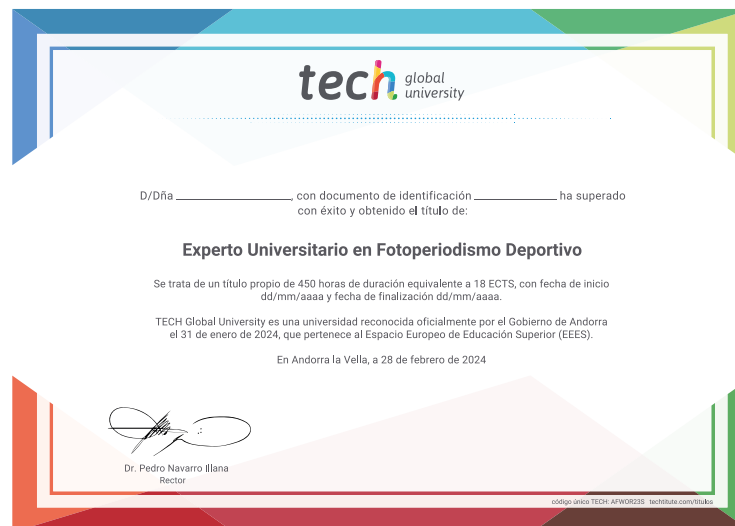 tech global university
D/Dña ____________________, con documento de identificación ______________ ha superado
con éxito y obtenido el título de:
Experto Universitario en Fotoperiodismo Deportivo
Se trata de un título propio de 450 horas de duración equivalente a 18 ECTS, con fecha de inicio
dd/mm/aaaa y fecha de finalización dd/mm/aaaa.
TECH Global University es una universidad reconocida oficialmente por el Gobierno de Andorra
el 31 de enero de 2024, que pertenece al Espacio Europeo de Educación Superior (EEES).
En Andorra la Vella, a 28 de febrero de 2024
Dr. Pedro Navarro Illana
Rector
código único TECH: AFWOR23S techtitute.com/titulos